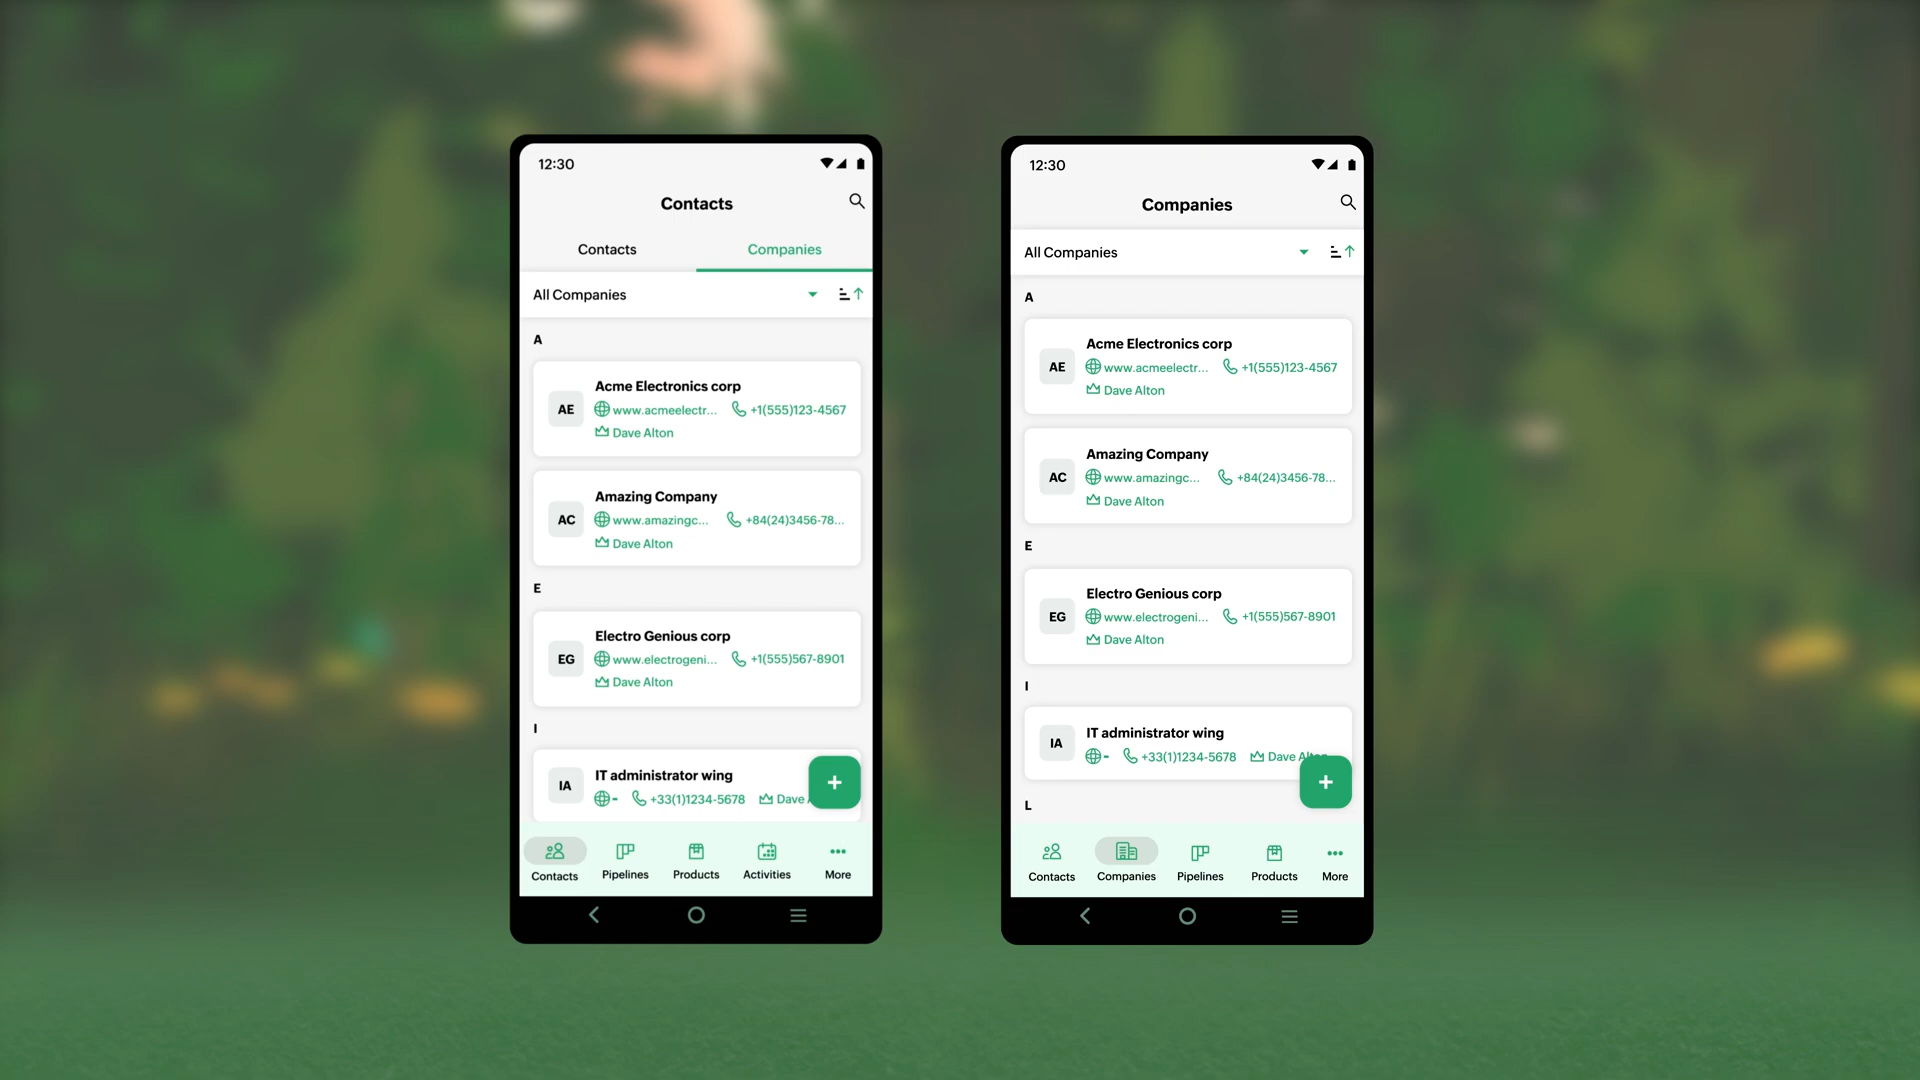 12:30
Contacts
Contacts
Companies
All Companies
A
AE
Acme Electronics corp
www.acmeelectr...
+1(555)123-4567
Dave Alton
AC
Amazing Company
www.amazingc...
+84(24)3456-78...
Dave Alton
E
EG
Electro Genious corp
www.electrogeni...
+1(555)567-8901
Dave Alton
I
IA
IT administrator wing
-
+33(1)1234-5678
Dave
Contacts
Pipelines
Products
Activities
More
12:30
Companies
All Companies
A
AE
Acme Electronics corp
www.acmeelectr...
+1(555)123-4567
Dave Alton
AC
Amazing Company
www.amazingc...
+84(24)3456-78...
Dave Alton
E
EG
Electro Genious corp
www.electrogeni...
+1(555)567-8901
Dave Alton
I
IA
IT administrator wing
-
+33(1)1234-5678
Dave Alton
L
Contacts
Companies
Pipelines
Products
More